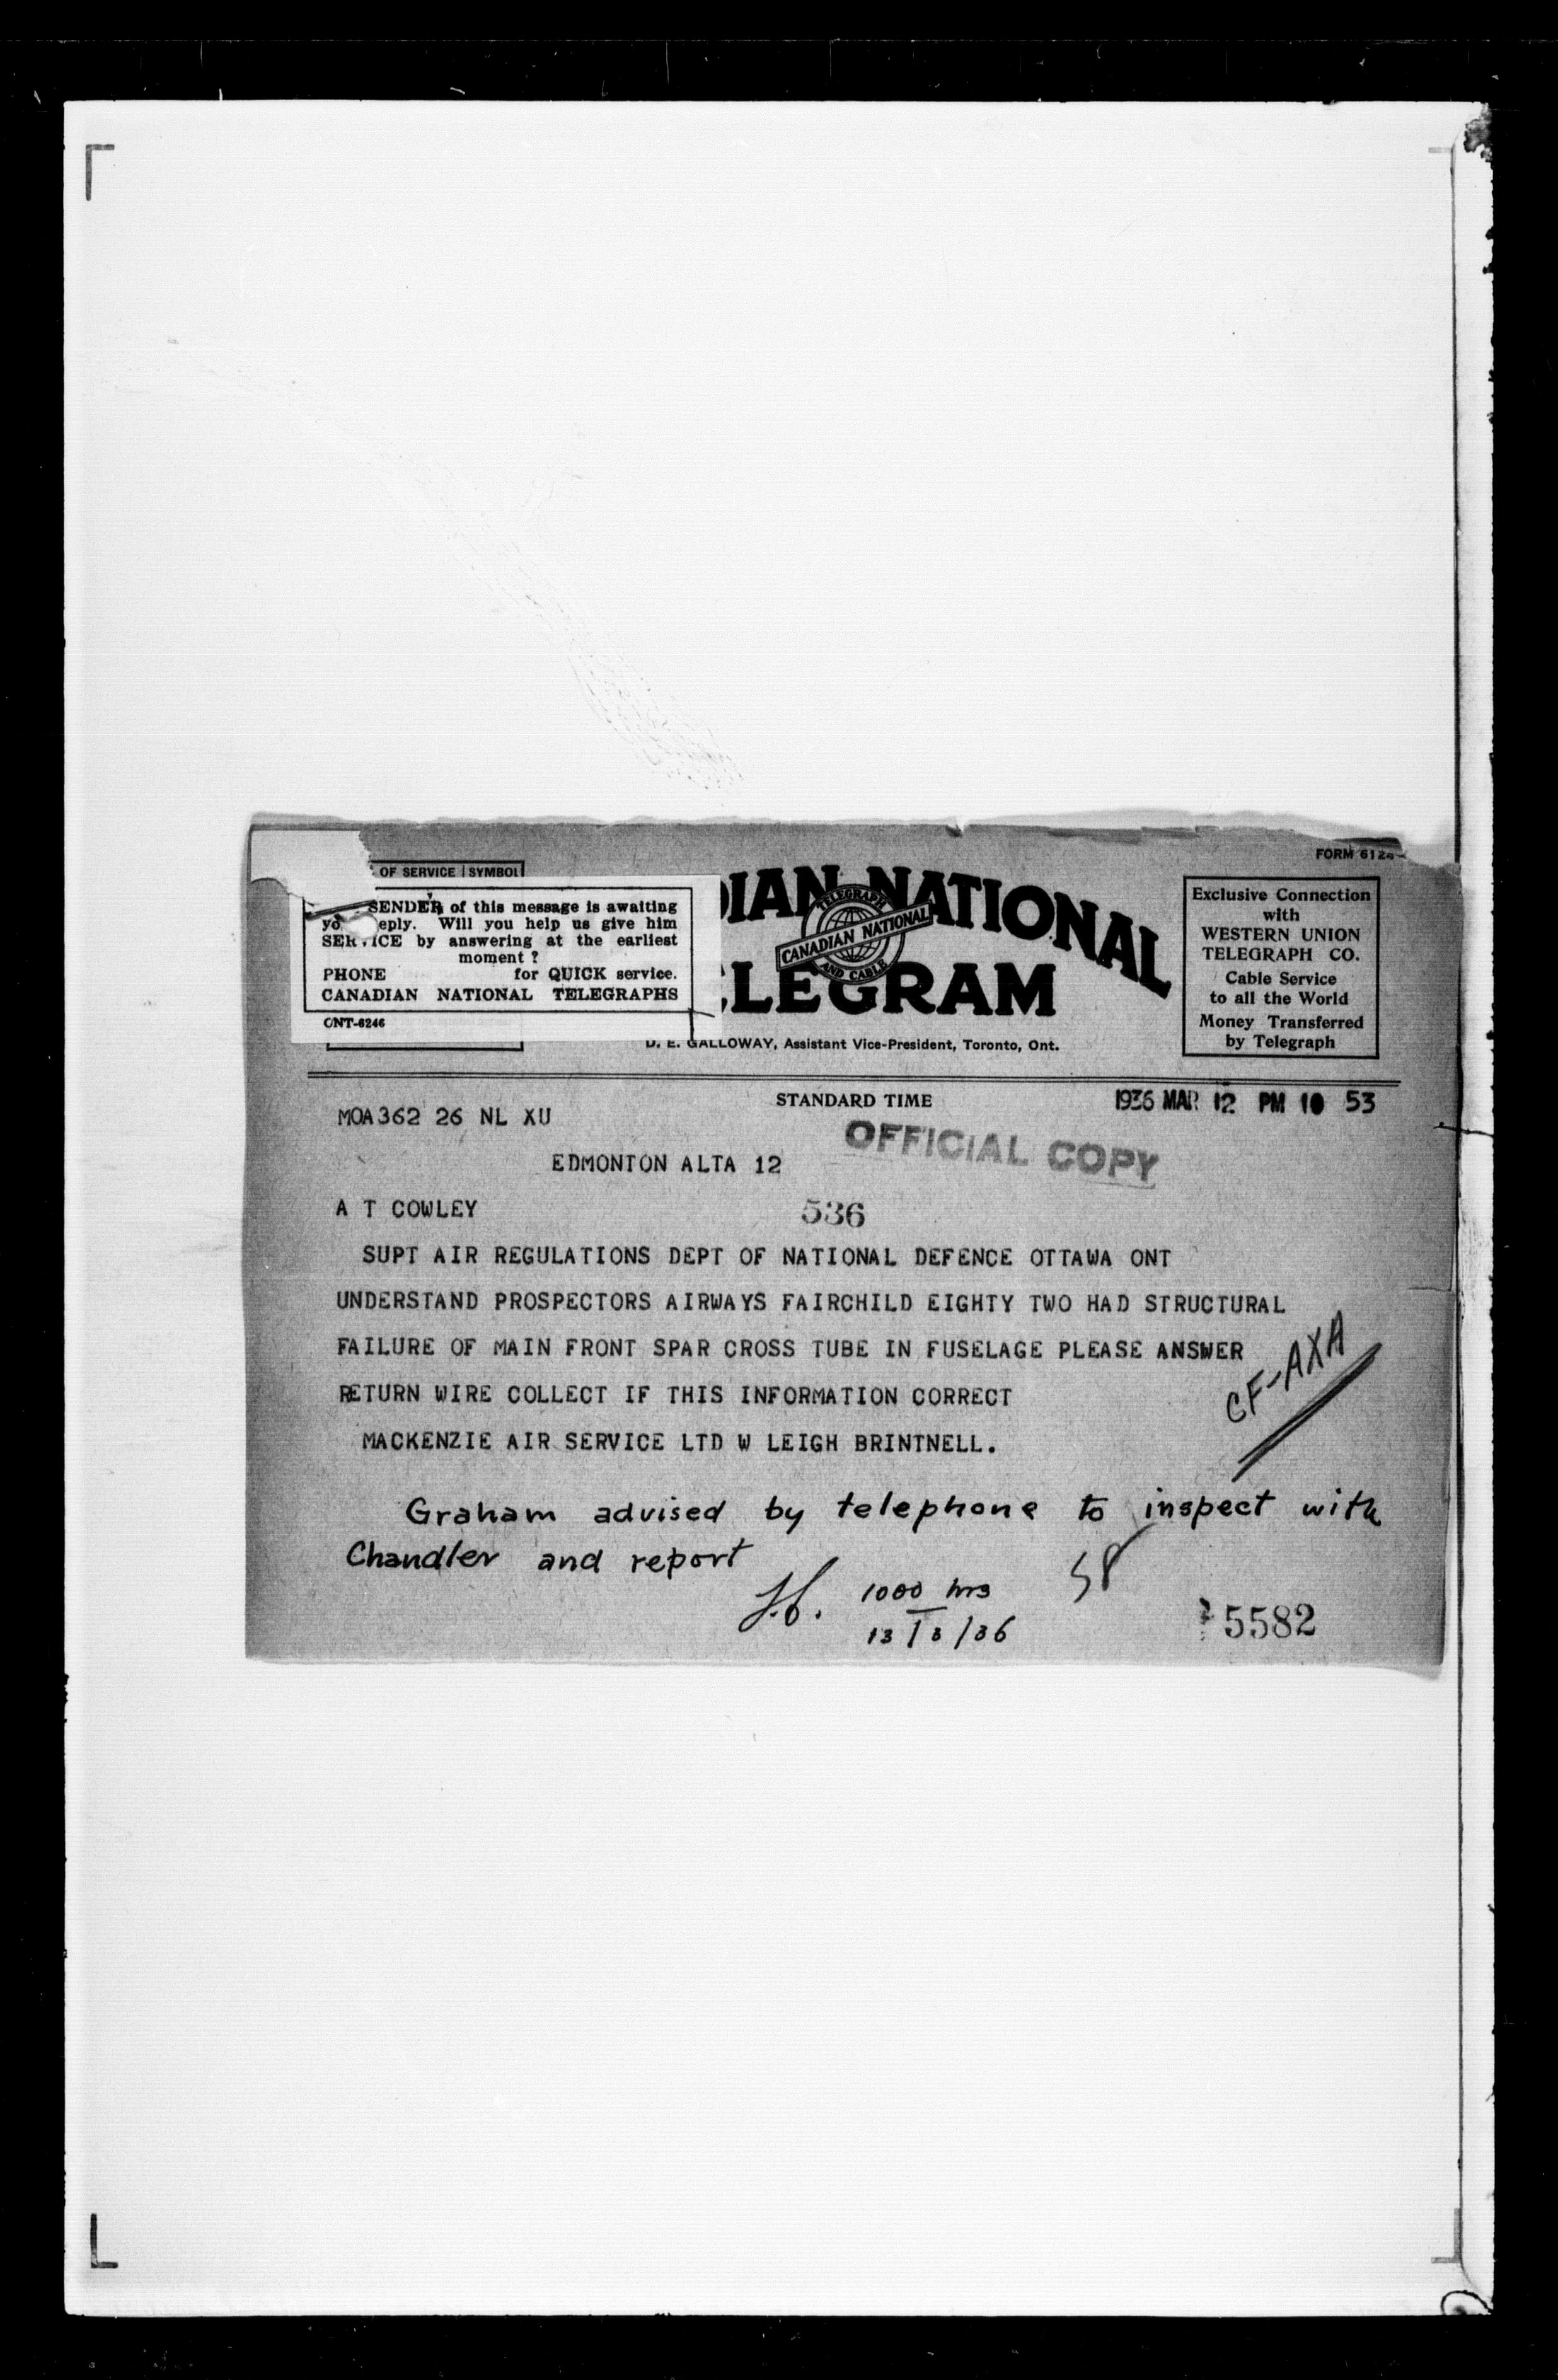 FORM 6124
OF SERVICE | SYMBOL
SENDER of this message is awaiting
eply. Will you help us give him
SERVICE by answering at the earliest
moment ?
PHONE for QUICK service.
CANADIAN NATIONAL TELEGRAPHS
ONT-6246
DIAN NATIONAL
TELEGRAPH
CANADIAN NATIONAL
AND CABLE
ELEGRAM
D. E. GALLOWAY, Assistant Vice-President, Toronto, Ont.
Exclusive Connection
with
WESTERN UNION
TELEGRAPH CO.
Cable Service
to all the World
Money Transferred
by Telegraph
STANDARD TIME
1936 MAR 12 PM 10 53
MOA362 26 NL XU
OFFICIAL COPY
EDMONTON ALTA 12
A T COWLEY
536
SUPT AIR REGULATIONS DEPT OF NATIONAL DEFENCE OTTAWA ONT
UNDERSTAND PROSPECTORS AIRWAYS FAIRCHILD EIGHTY TWO HAD STRUCTURAL
FAILURE OF MAIN FRONT SPAR CROSS TUBE IN FUSELAGE PLEASE ANSWER
RETURN WIRE COLLECT IF THIS INFORMATION CORRECT
CF-AXA
MACKENZIE AIR SERVICE LTD W LEIGH BRINTNELL.
Graham advised by telephone to inspect with
Chandler and report
1000 hrs
13/3/36
5582